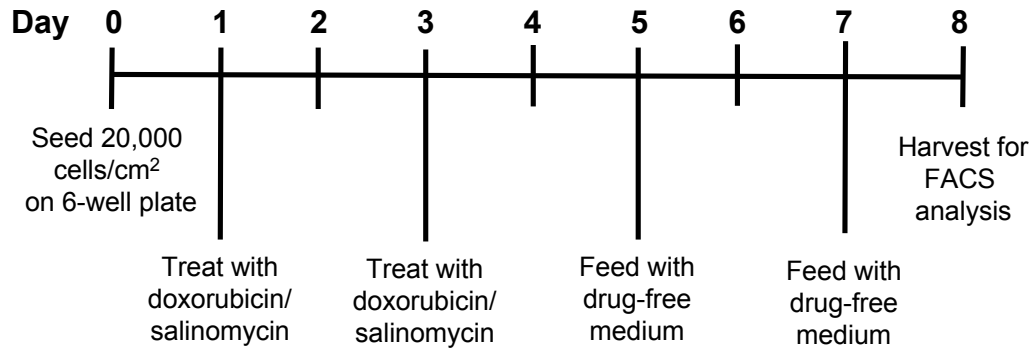 Day 0 1 2 3 4 5 6 7 8
Seed 20,000
cells/cm²
on 6-well plate
Treat with
doxorubicin/
salinomycin
Treat with
doxorubicin/
salinomycin
Feed with
drug-free
medium
Feed with
drug-free
medium
Harvest for
FACS
analysis